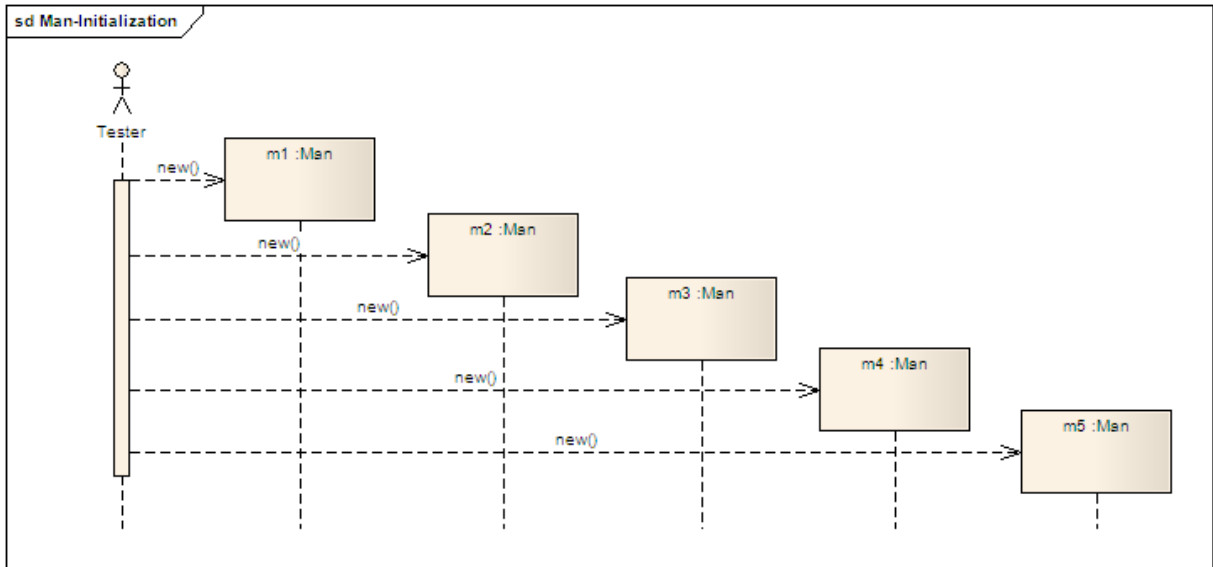 sd Man-Initialization
Tester
new()
m1 :Man
new()
m2 :Man
new()
m3 :Man
new()
m4 :Man
new()
m5 :Man